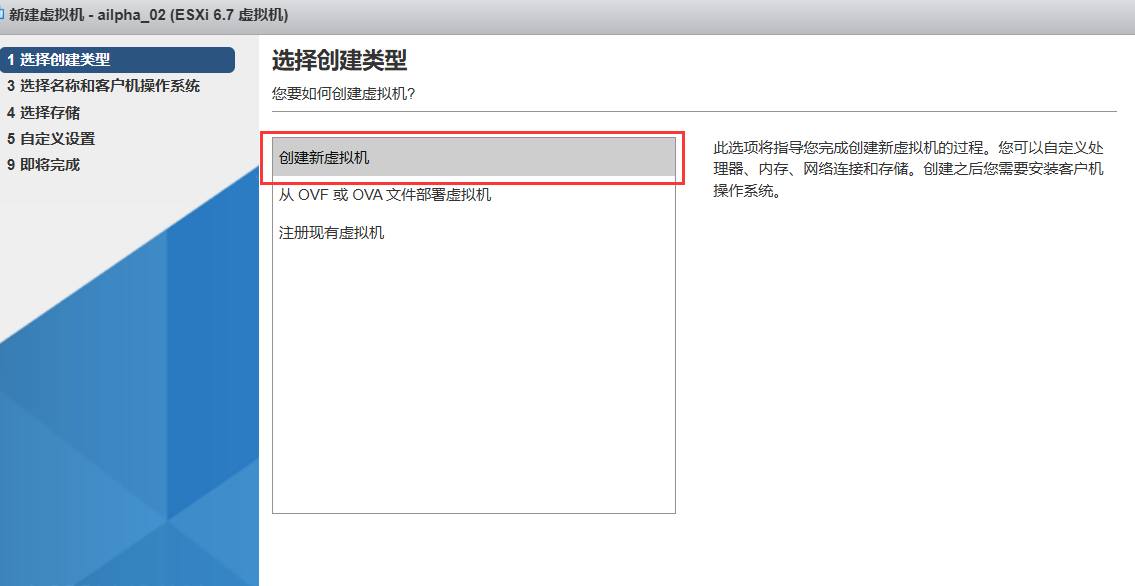 新建虚拟机 - ailpha_02 (ESXi 6.7 虚拟机)
1 选择创建类型
3 选择名称和客户机操作系统
4 选择存储
5 自定义设置
9 即将完成
选择创建类型
您要如何创建虚拟机?
创建新虚拟机
从 OVF 或 OVA 文件部署虚拟机
注册现有虚拟机
此选项将指导您完成创建新虚拟机的过程。您可以自定义处
理器、内存、网络连接和存储。创建之后您需要安装客户机
操作系统。